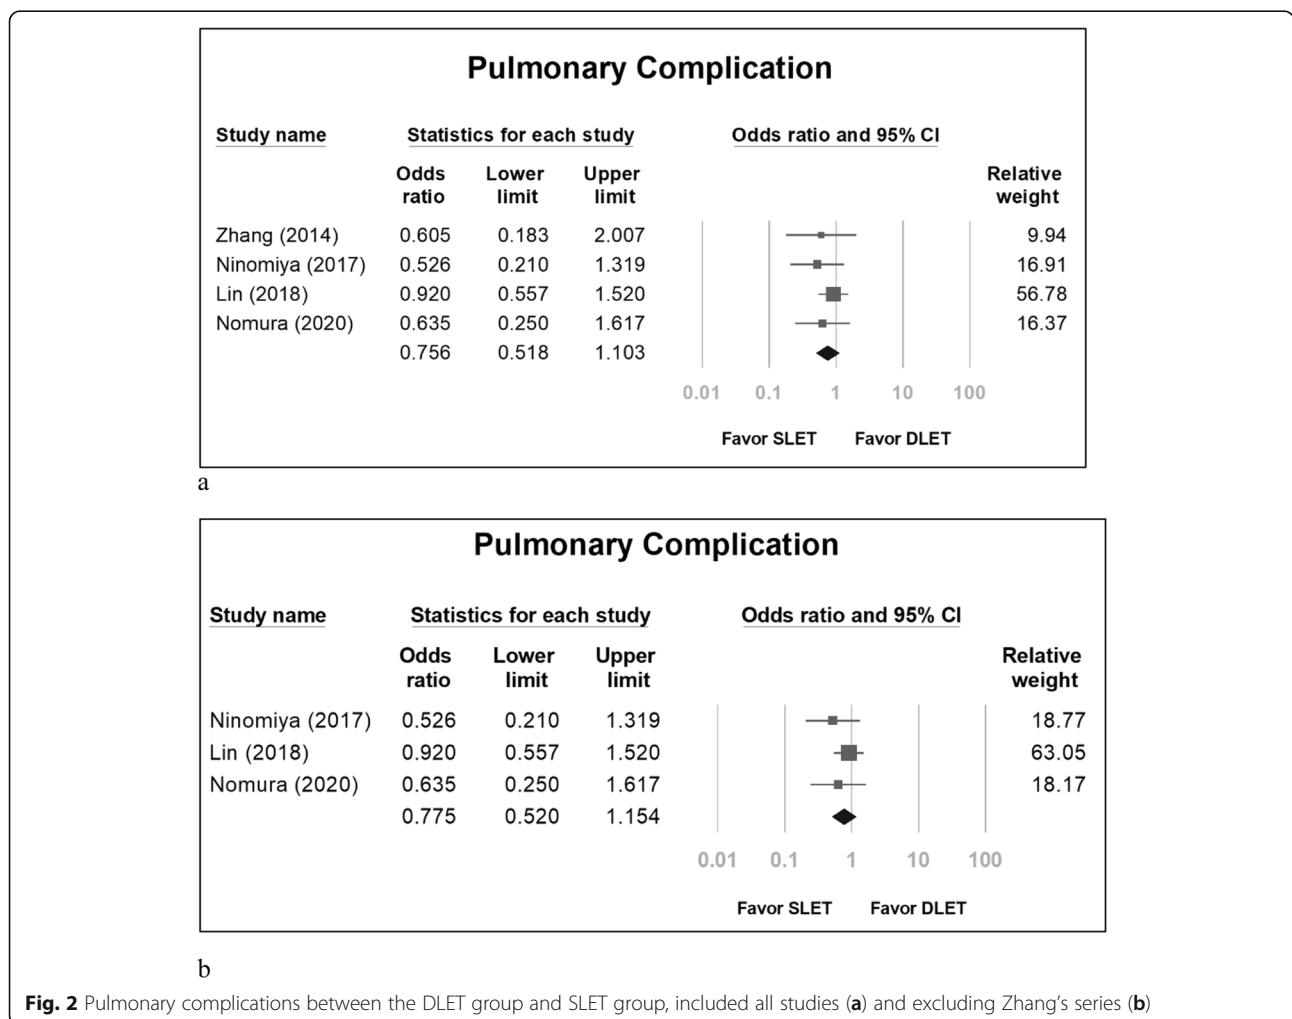 Pulmonary Complication
Study name Statistics for each study Odds ratio and 95% CI
Odds Lower Upper Relative
ratio limit limit weight
Zhang (2014) 0.605 0.183 2.007 9.94
Ninomiya (2017) 0.526 0.210 1.319 16.91
Lin (2018) 0.920 0.557 1.520 56.78
Nomura (2020) 0.635 0.250 1.617 16.37
0.756 0.518 1.103
0.01 0.1 1 10 100
Favor SLET Favor DLET
a
Pulmonary Complication
Study name Statistics for each study Odds ratio and 95% CI
Odds Lower Upper Relative
ratio limit limit weight
Ninomiya (2017) 0.526 0.210 1.319 18.77
Lin (2018) 0.920 0.557 1.520 63.05
Nomura (2020) 0.635 0.250 1.617 18.17
0.775 0.520 1.154
0.01 0.1 1 10 100
Favor SLET Favor DLET
b
Fig. 2 Pulmonary complications between the DLET group and SLET group, included all studies (a) and excluding Zhang's series (b)